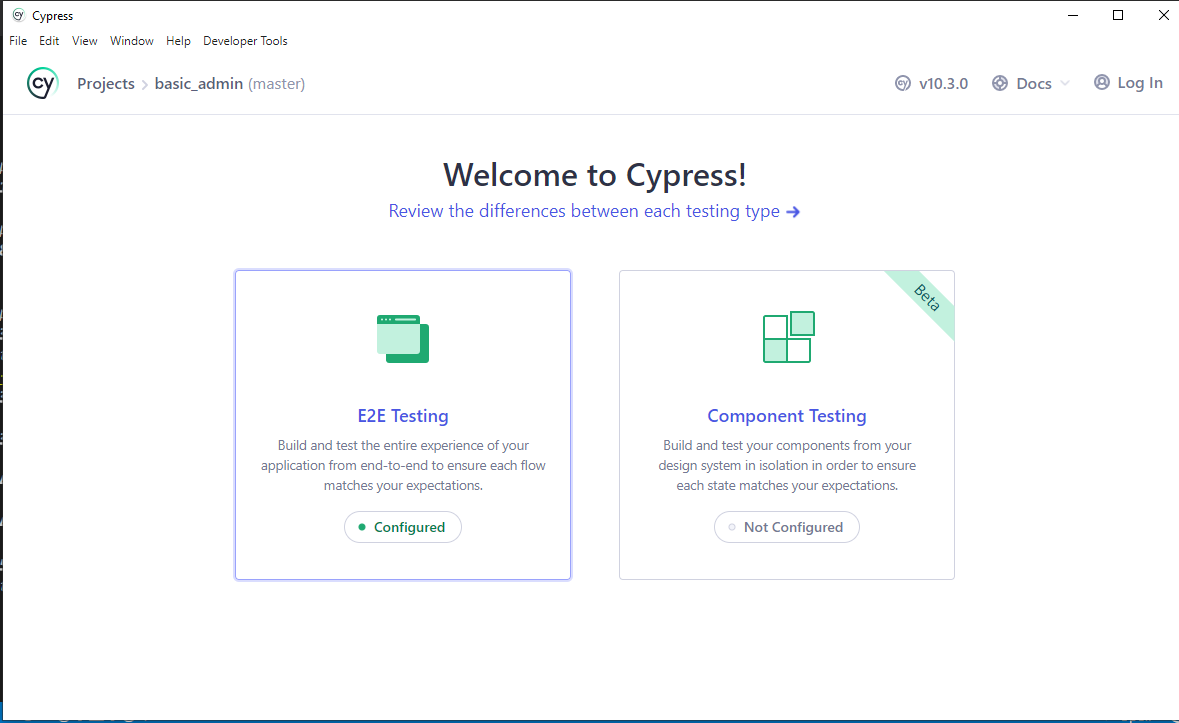 cy Cypress
File Edit View Window Help Developer Tools
cy Projects > basic_admin (master) cy v10.3.0 Docs Log In
Welcome to Cypress!
Review the differences between each testing type →
Beta
E2E Testing
Build and test the entire experience of your
application from end-to-end to ensure each flow
matches your expectations.
Configured
Component Testing
Build and test your components from your
design system in isolation in order to ensure
each state matches your expectations.
Not Configured